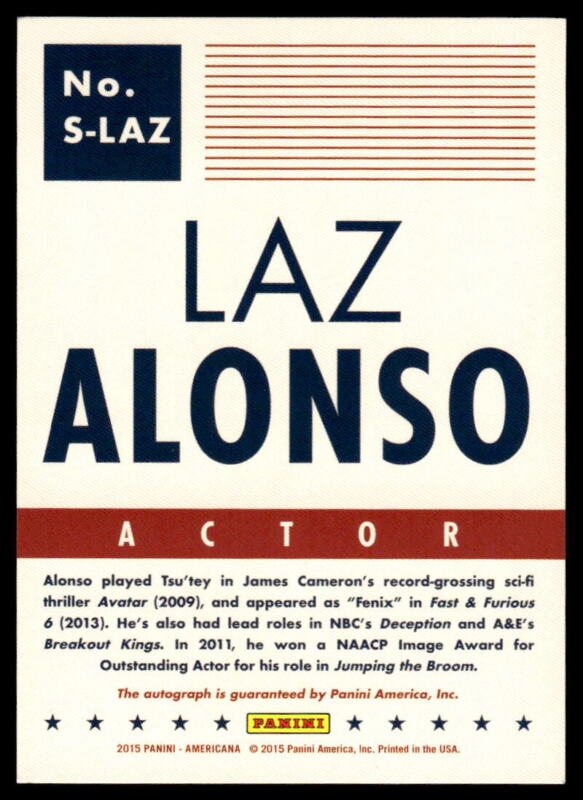 No.
S-LAZ
LAZ
ALONSO
ACTOR
Alonso played Tsu'tey in James Cameron's record-grossing sci-fi
thriller Avatar (2009), and appeared as "Fenix" in Fast & Furious
6 (2013). He's also had lead roles in NBC's Deception and A&E's
Breakout Kings. In 2011, he won a NAACP Image Award for
Outstanding Actor for his role in Jumping the Broom.
The autograph is guaranteed by Panini America, Inc.
PANINI
2015 PANINI - AMERICANA © 2015 Panini America, Inc. Printed in the USA.